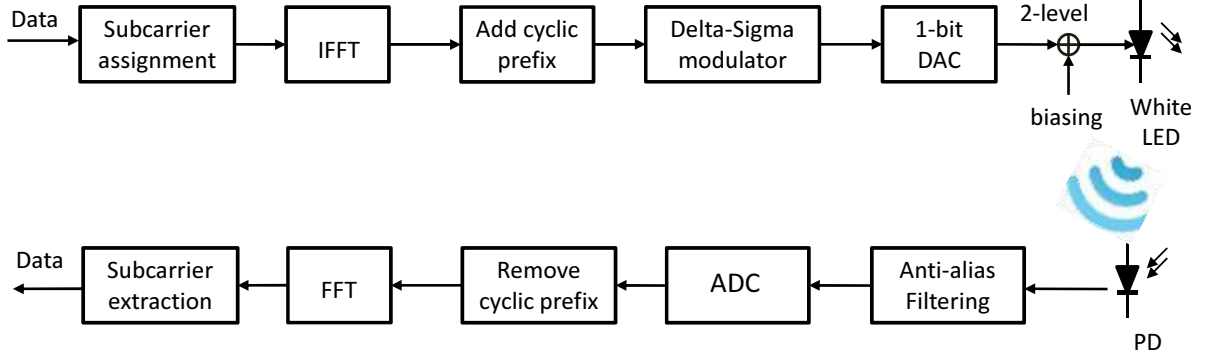 Data
Subcarrier
assignment
IFFT
Add cyclic
prefix
Delta-Sigma
modulator
1-bit
DAC
2-level
biasing
White
LED
Data
Subcarrier
extraction
FFT
Remove
cyclic prefix
ADC
Anti-alias
Filtering
PD